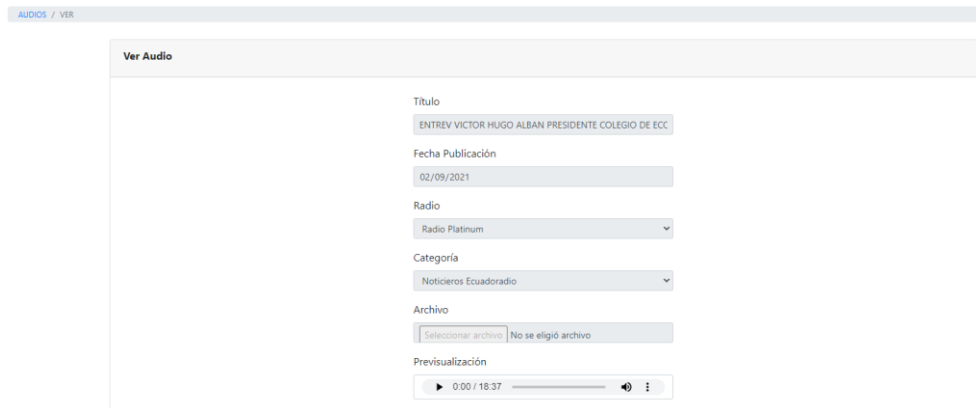 AUDIOS / VER
Ver Audio
Título
ENTREV VICTOR HUGO ALBAN PRESIDENTE COLEGIO DE ECC
Fecha Publicación
02/09/2021
Radio
Radio Platinum
Categoría
Noticieros Ecuadoradio
Archivo
Seleccionar archivo No se eligió archivo
Previsualización
0:00 / 18:37